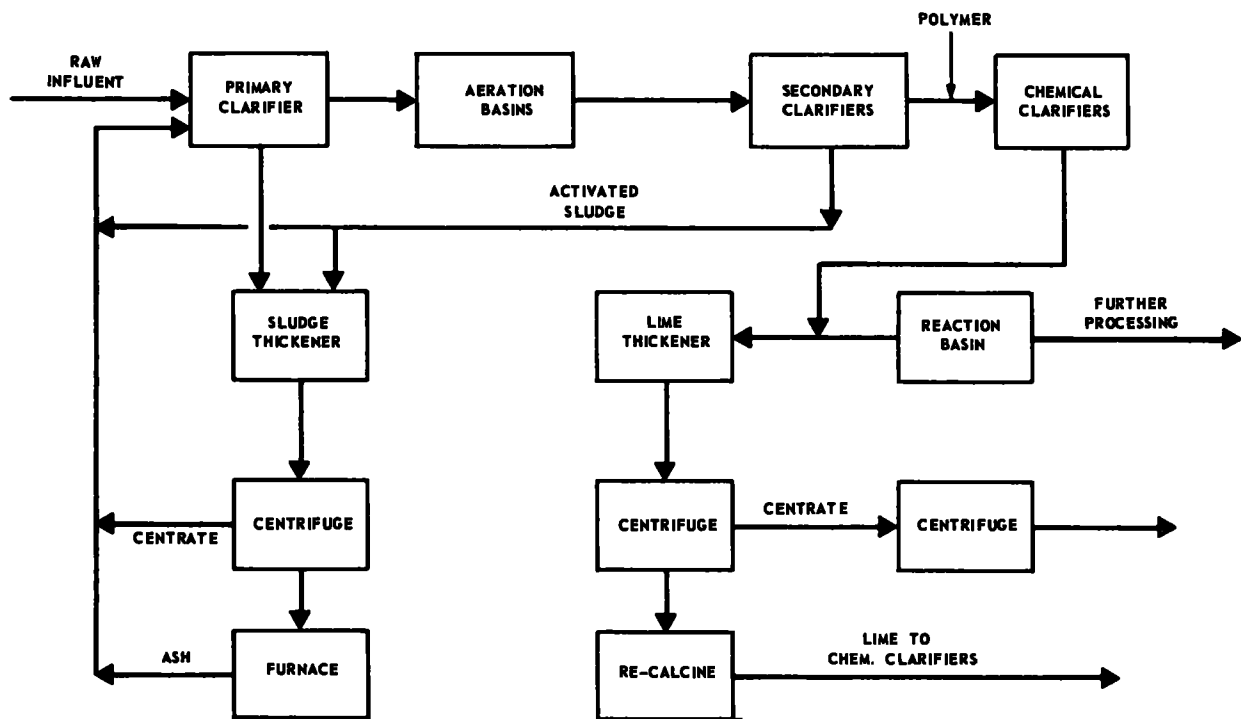 POLYMER
RAW
INFLUENT
PRIMARY
CLARIFIER
AERATION
BASINS
SECONDARY
CLARIFIERS
CHEMICAL
CLARIFIERS
ACTIVATED
SLUDGE
SLUDGE
THICKENER
LIME
THICKENER
REACTION
BASIN
FURTHER
PROCESSING
CENTRIFUGE
CENTRATE
CENTRIFUGE
CENTRATE
CENTRIFUGE
ASH
FURNACE
RE-CALCINE
LIME TO
CHEM. CLARIFIERS